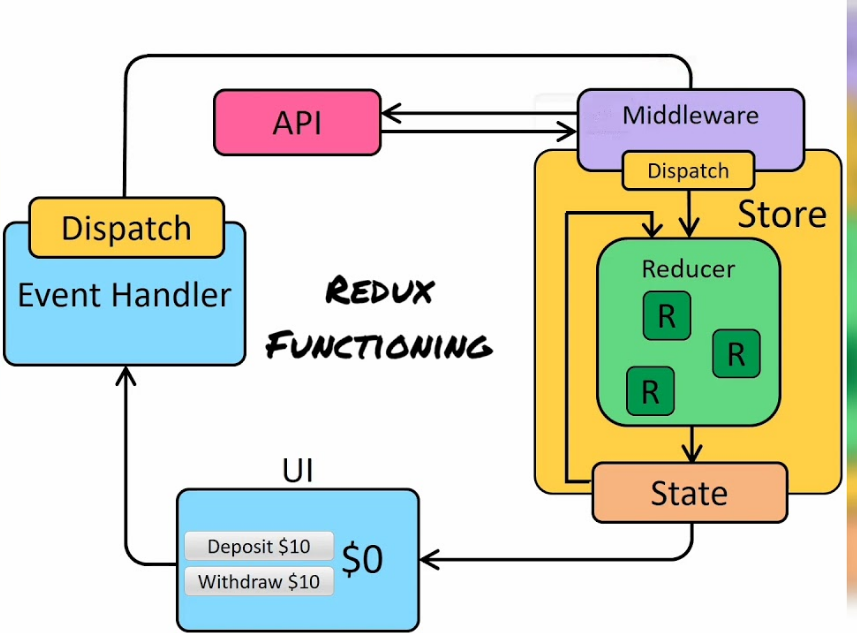 API
Middleware
Dispatch
Store
Dispatch
Event Handler
Redux
Functioning
Reducer
R
R
R
State
UI
Deposit $10
Withdraw $10
$0